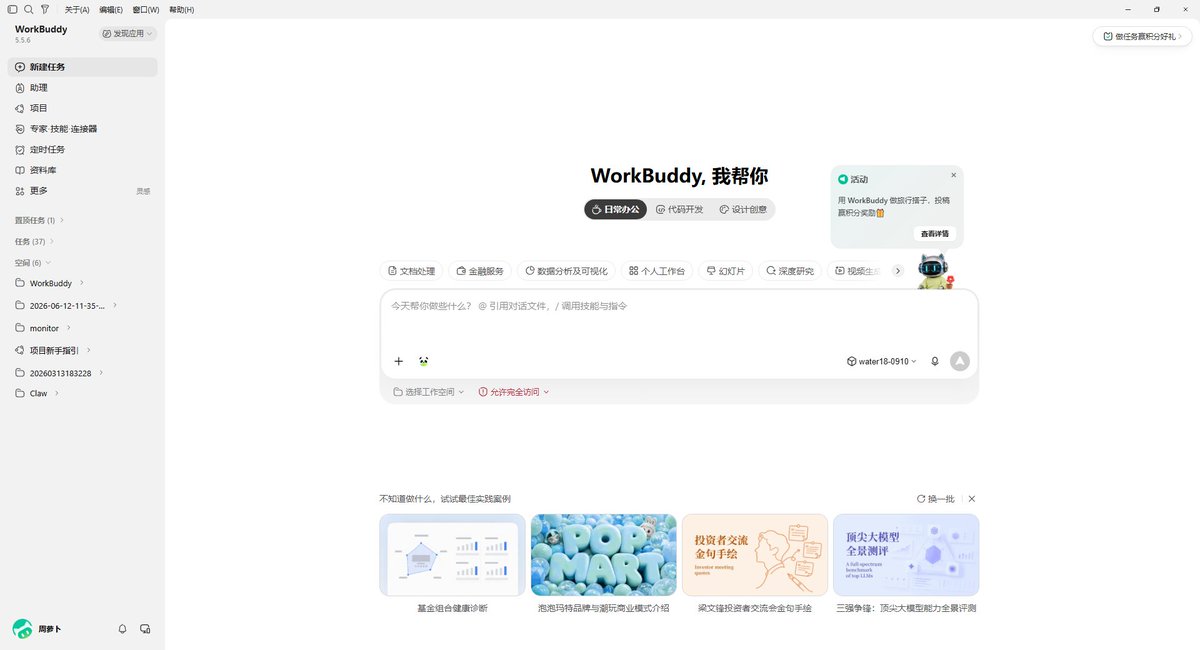 关于(A) 编辑(E) 窗口(W) 帮助(H)
WorkBuddy
5.5.6
发现应用
新建任务
助理
项目
专家·技能·连接器
定时任务
资料库
更多
灵感
置顶任务 (1)
任务 (37)
空间 (6)
WorkBuddy
2026-06-12-11-35-...
monitor
项目新手指引
20260313183228
Claw
周萝卜
做任务赢积分好礼
WorkBuddy, 我帮你
日常办公 代码开发 设计创意
活动
用 WorkBuddy 做旅行搭子，投稿
赢积分奖励🎁
查看详情
文档处理 金融服务 数据分析及可视化 个人工作台 幻灯片 深度研究 视频生成
今天帮你做些什么？ @ 引用对话文件，/ 调用技能与指令
water18-0910
选择工作空间 允许完全访问
不知道做什么，试试最佳实践案例
换一批
POP
MART
投资者交流
金句手绘
Investor meeting
quotes
顶尖大模型
全景测评
A full-spectrum
benchmark
of top LLMs
基金组合健康诊断
泡泡玛特品牌与潮玩商业模式介绍
梁文锋投资者交流会金句手绘
三强争锋：顶尖大模型能力全景评测